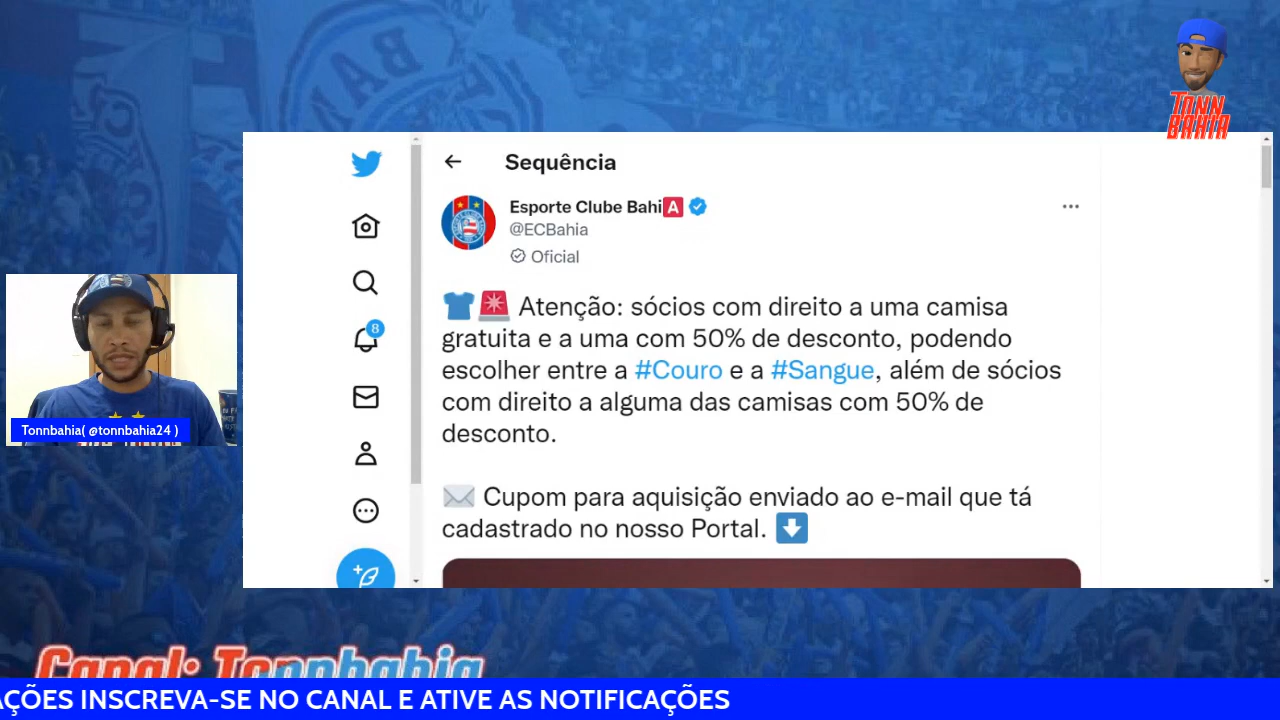 TONN
BAHIA
Sequência
Esporte Clube Bahi🅰
@ECBahia
Oficial
👕🚨 Atenção: sócios com direito a uma camisa
gratuita e a uma com 50% de desconto, podendo
escolher entre a #Couro e a #Sangue, além de sócios
com direito a alguma das camisas com 50% de
desconto.
✉️ Cupom para aquisição enviado ao e-mail que tá
cadastrado no nosso Portal. ⬇️
8
Tonnbahia( @tonnbahia24 )
Canal: Tonnbahia
AÇÕES INSCREVA-SE NO CANAL E ATIVE AS NOTIFICAÇÕES